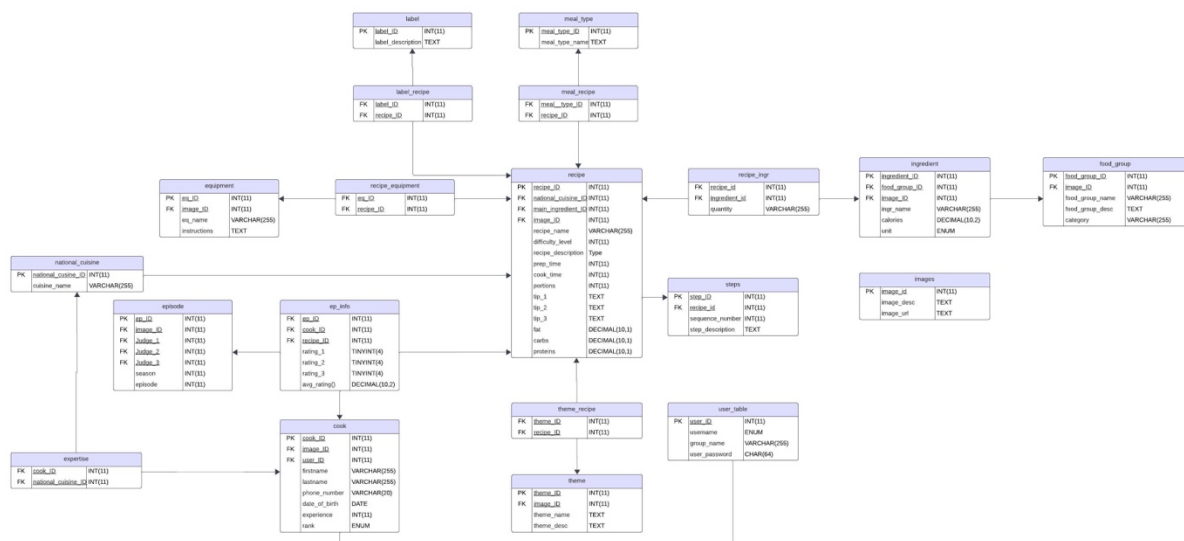 label
PK label_ID INT(11)
label_description TEXT
meal_type
PK meal_type_ID INT(11)
meal_type_name TEXT
label_recipe
FK label_ID INT(11)
FK recipe_ID INT(11)
meal_recipe
FK meal__type_ID INT(11)
FK recipe_ID INT(11)
equipment
PK eq_ID INT(11)
FK image_ID INT(11)
eq_name VARCHAR(255)
instructions TEXT
recipe_equipment
FK eq_ID INT(11)
FK recipe_ID INT(11)
recipe
PK recipe_ID INT(11)
FK national_cuisine_ID INT(11)
FK main_ingredient_ID INT(11)
FK image_ID INT(11)
recipe_name VARCHAR(255)
difficulty_level INT(11)
recipe_description Type
prep_time INT(11)
cook_time INT(11)
portions INT(11)
tip_1 TEXT
tip_2 TEXT
tip_3 TEXT
fat DECIMAL(10,1)
carbs DECIMAL(10,1)
proteins DECIMAL(10,1)
recipe_ingr
FK recipe_id INT(11)
FK ingredient_id INT(11)
quantity VARCHAR(255)
ingredient
PK ingredient_ID INT(11)
FK food_group_ID INT(11)
FK image_ID INT(11)
ingr_name VARCHAR(255)
calories DECIMAL(10,2)
unit ENUM
food_group
PK food_group_ID INT(11)
FK image_ID INT(11)
food_group_name VARCHAR(255)
food_group_desc TEXT
category VARCHAR(255)
national_cuisine
PK national_cusine_ID INT(11)
cuisine_name VARCHAR(255)
episode
PK ep_ID INT(11)
FK image_ID INT(11)
FK Judge_1 INT(11)
FK Judge_2 INT(11)
FK Judge_3 INT(11)
season INT(11)
episode INT(11)
ep_info
FK ep_ID INT(11)
FK cook_ID INT(11)
FK recipe_ID INT(11)
rating_1 TINYINT(4)
rating_2 TINYINT(4)
rating_3 TINYINT(4)
avg_rating() DECIMAL(10,2)
steps
PK step_ID INT(11)
FK recipe_id INT(11)
sequence_number INT(11)
step_description TEXT
images
PK image_id INT(11)
image_desc TEXT
image_url TEXT
expertise
FK cook_ID INT(11)
FK national_cuisine_ID INT(11)
cook
PK cook_ID INT(11)
FK image_ID INT(11)
FK user_ID INT(11)
firstname VARCHAR(255)
lastname VARCHAR(255)
phone_number VARCHAR(20)
date_of_birth DATE
experience INT(11)
rank ENUM
theme_recipe
FK theme_ID INT(11)
FK recipe_ID INT(11)
theme
PK theme_ID INT(11)
FK image_ID INT(11)
theme_name TEXT
theme_desc TEXT
user_table
PK user_ID INT(11)
username ENUM
group_name VARCHAR(255)
user_password CHAR(64)